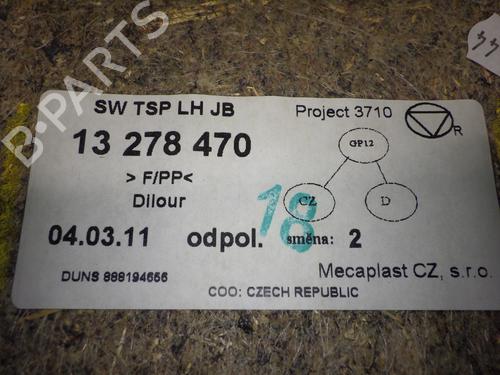 B-PARTS
SW TSP LH JB
Project 3710
R
13 278 470
GP12
> F/PP<
Dilour
CZ
D
18
04.03.11 odpol. směna: 2
DUNS 888194656
Mecaplast CZ, s.r.o.
COO: CZECH REPUBLIC